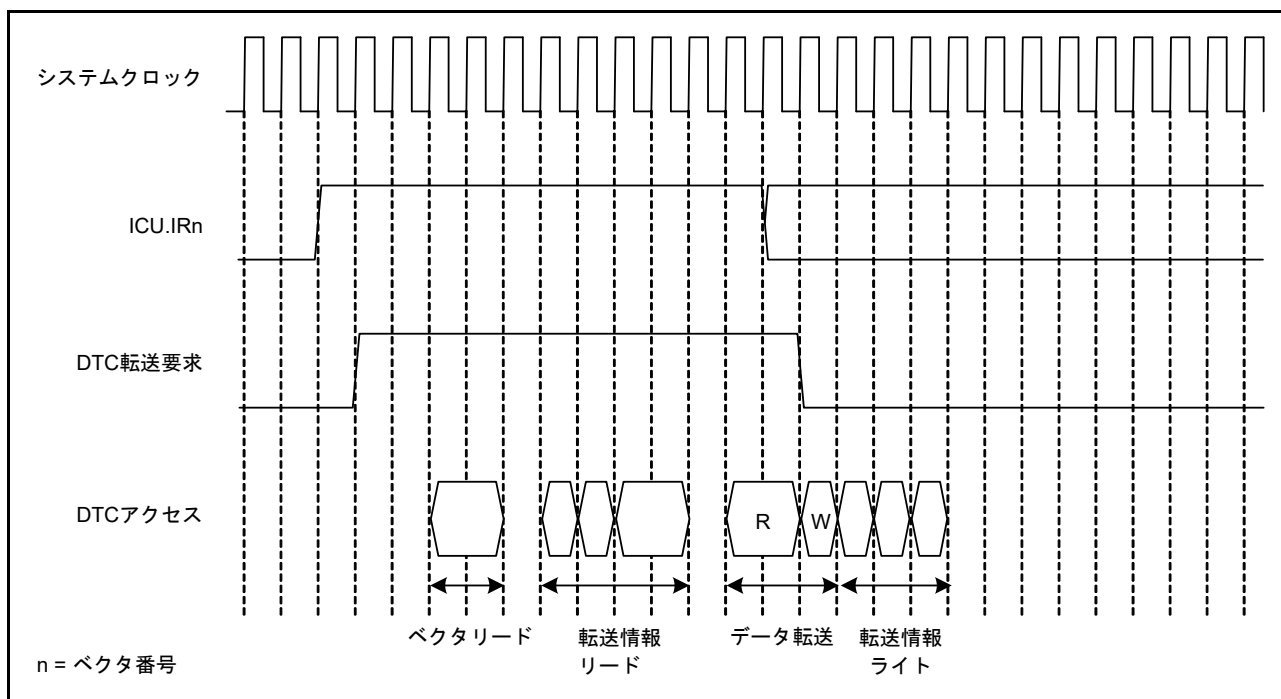 システムクロック
ICU.IRn
DTC転送要求
DTCアクセス
R
W
ベクタリード
転送情報
リード
データ転送
転送情報
ライト
n = ベクタ番号